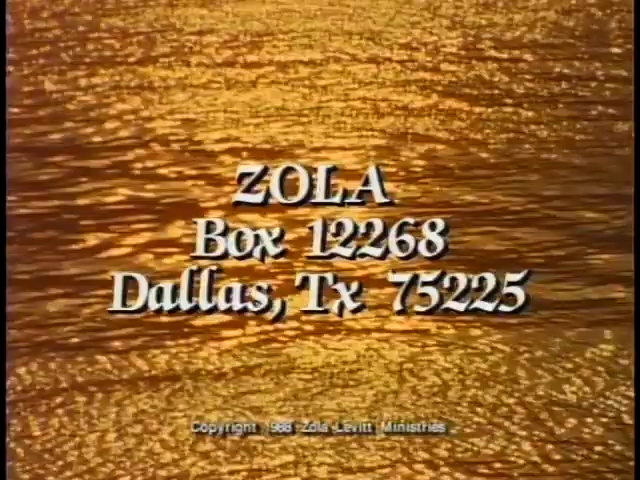 ZOLA
Box 12268
Dallas, Tx 75225
Copyright 1988 Zola Levitt Ministries